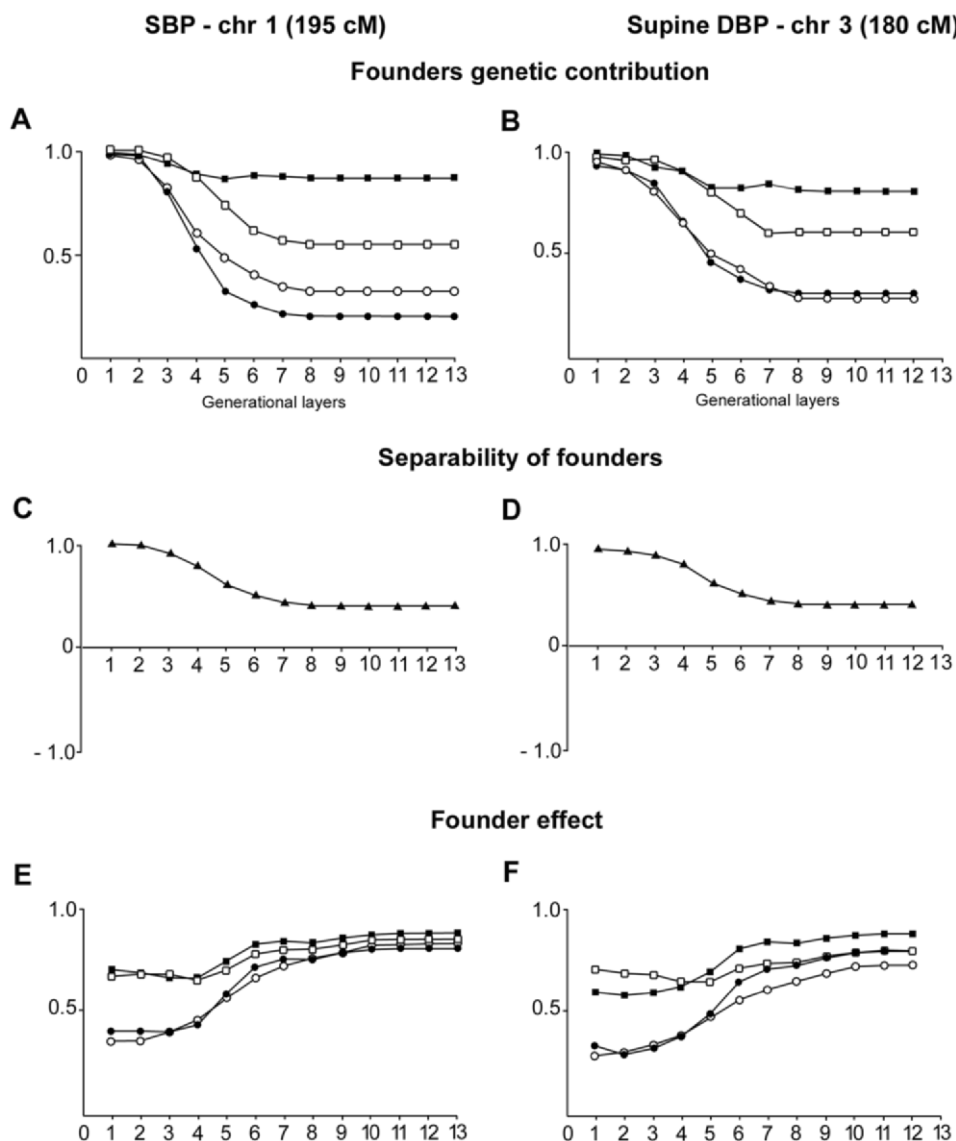 SBP - chr 1 (195 cM) Supine DBP - chr 3 (180 cM)
Founders genetic contribution
A B
1.0 1.0
0.5 0.5
0 1 2 3 4 5 6 7 8 9 10 11 12 13 0 1 2 3 4 5 6 7 8 9 10 11 12 13
Generational layers Generational layers
Separability of founders
C D
1.0 1.0
0 0
1 2 3 4 5 6 7 8 9 10 11 12 13 1 2 3 4 5 6 7 8 9 10 11 12 13
- 1.0 - 1.0
Founder effect
E F
1.0 1.0
0.5 0.5
0 1 2 3 4 5 6 7 8 9 10 11 12 13 0 1 2 3 4 5 6 7 8 9 10 11 12 13